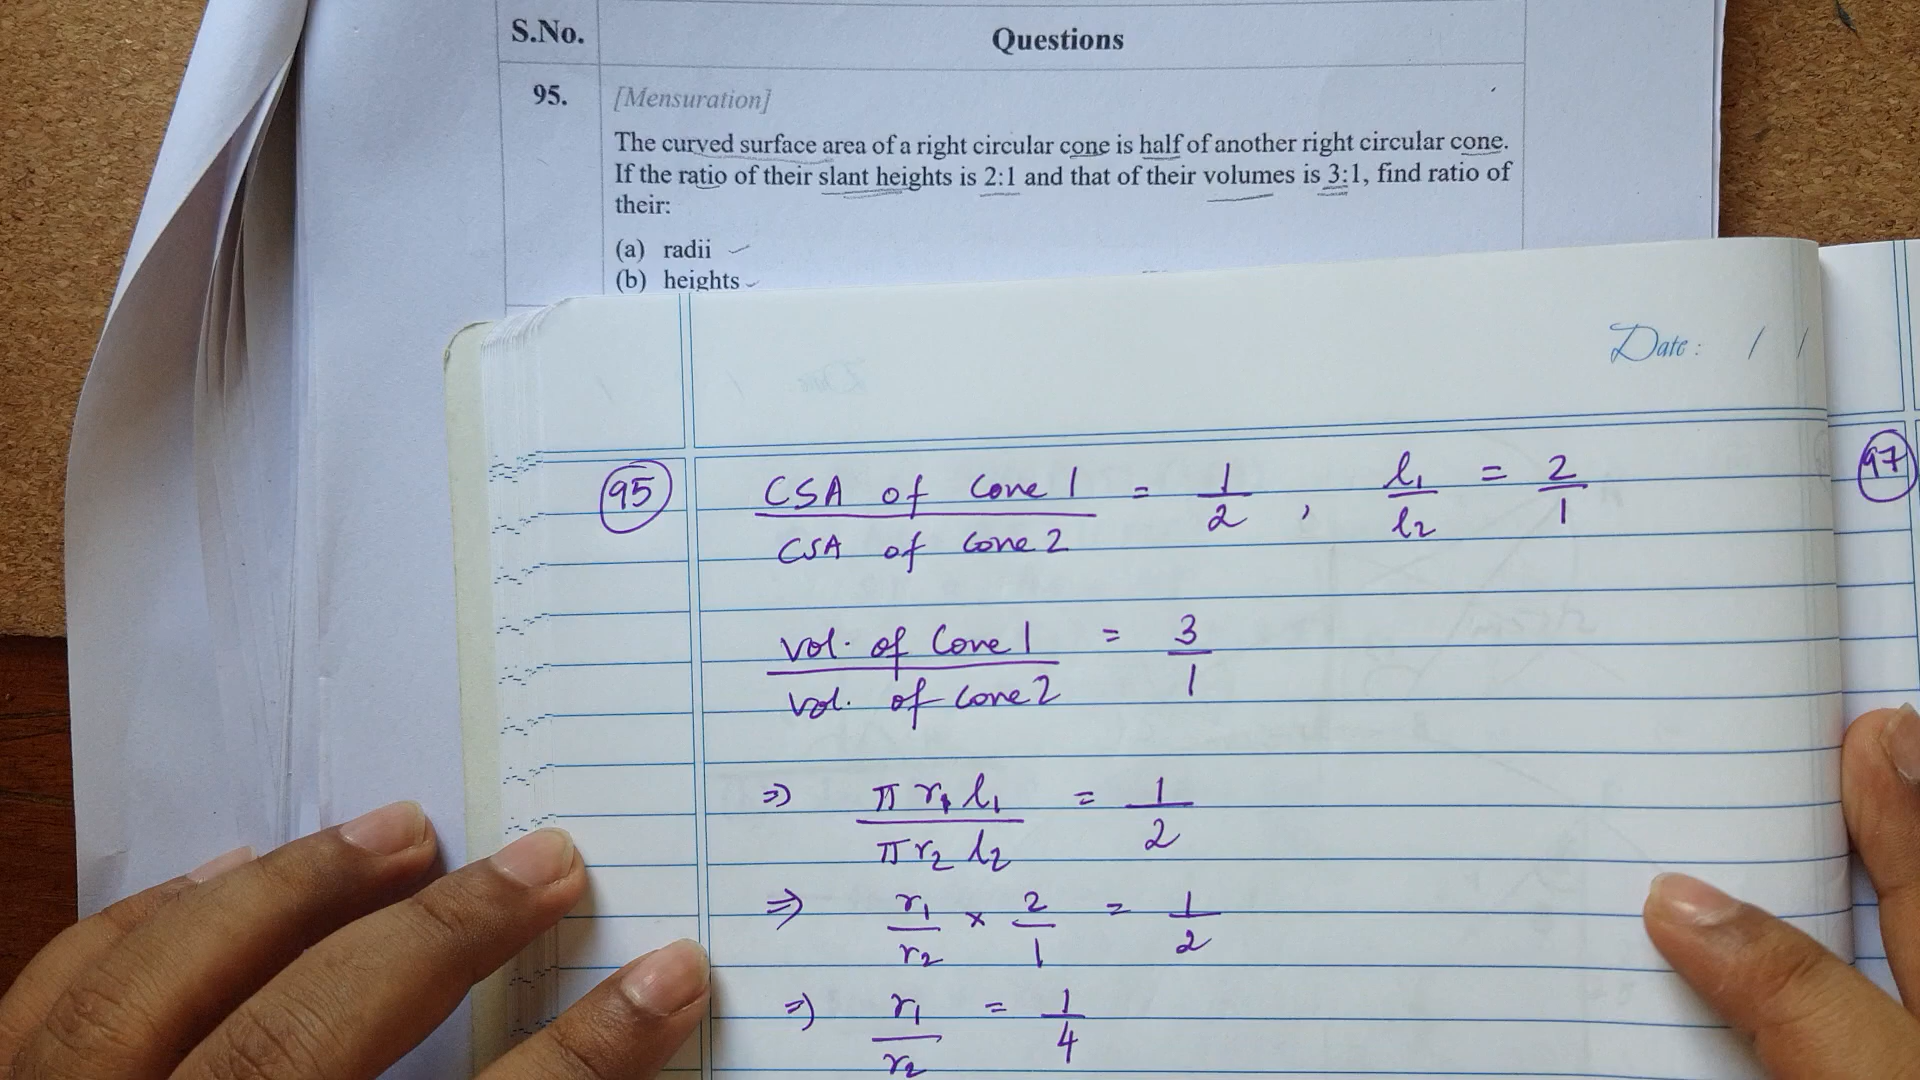 S.No. Questions
95. [Mensuration]
The curved surface area of a right circular cone is half of another right circular cone.
If the ratio of their slant heights is 2:1 and that of their volumes is 3:1, find ratio of
their:
(a) radii
(b) heights
Date: / /
95 CSA of Cone 1 / CSA of Cone 2 = 1/2 , l₁/l₂ = 2/1
97
Vol. of Cone 1 / Vol. of Cone 2 = 3/1
⇒ π r₁ l₁ / π r₂ l₂ = 1/2
⇒ r₁/r₂ × 2/1 = 1/2
⇒ r₁/r₂ = 1/4